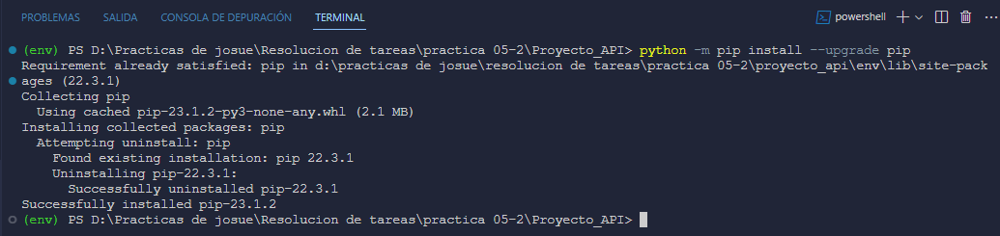 PROBLEMAS SALIDA CONSOLA DE DEPURACIÓN TERMINAL powershell
(env) PS D:\Practicas de josue\Resolucion de tareas\practica 05-2\Proyecto_API> python -m pip install --upgrade pip
Requirement already satisfied: pip in d:\practicas de josue\resolucion de tareas\practica 05-2\proyecto_api\env\lib\site-pack
ages (22.3.1)
Collecting pip
Using cached pip-23.1.2-py3-none-any.whl (2.1 MB)
Installing collected packages: pip
Attempting uninstall: pip
Found existing installation: pip 22.3.1
Uninstalling pip-22.3.1:
Successfully uninstalled pip-22.3.1
Successfully installed pip-23.1.2
(env) PS D:\Practicas de josue\Resolucion de tareas\practica 05-2\Proyecto_API>